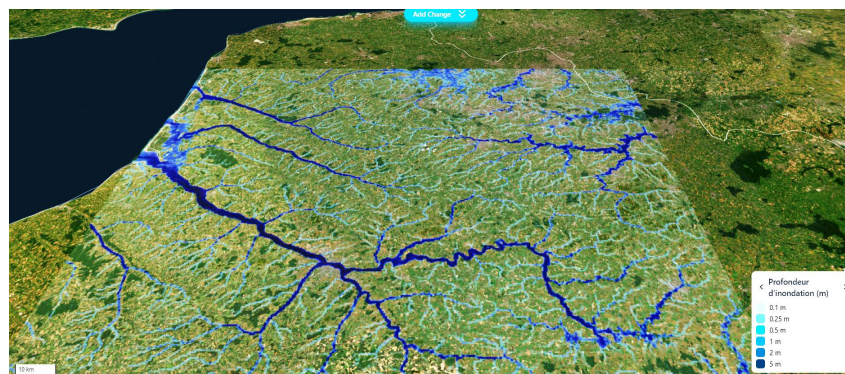 Add Change
Profondeur
d'inondation (m)
0.1 m
0.25 m
0.5 m
1 m
2 m
5 m
10 km